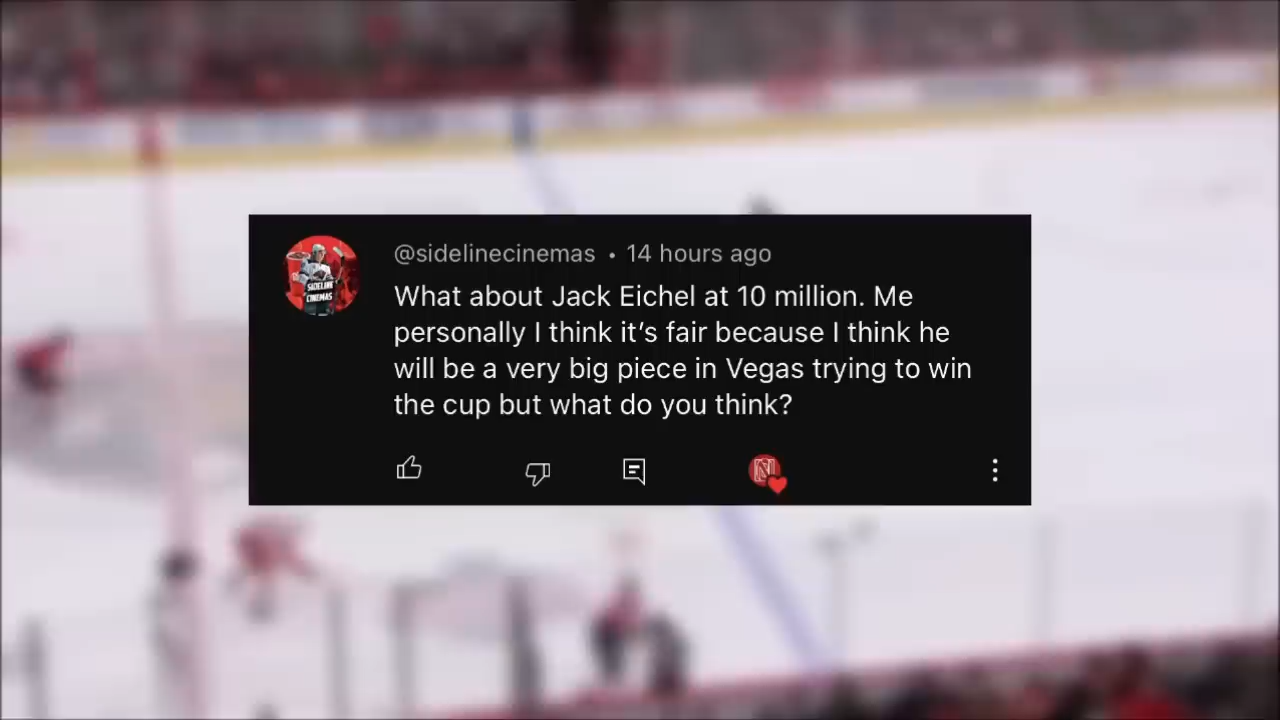 @sidelinecinemas • 14 hours ago
What about Jack Eichel at 10 million. Me
personally I think it’s fair because I think he
will be a very big piece in Vegas trying to win
the cup but what do you think?
SIDELINE
CINEMAS